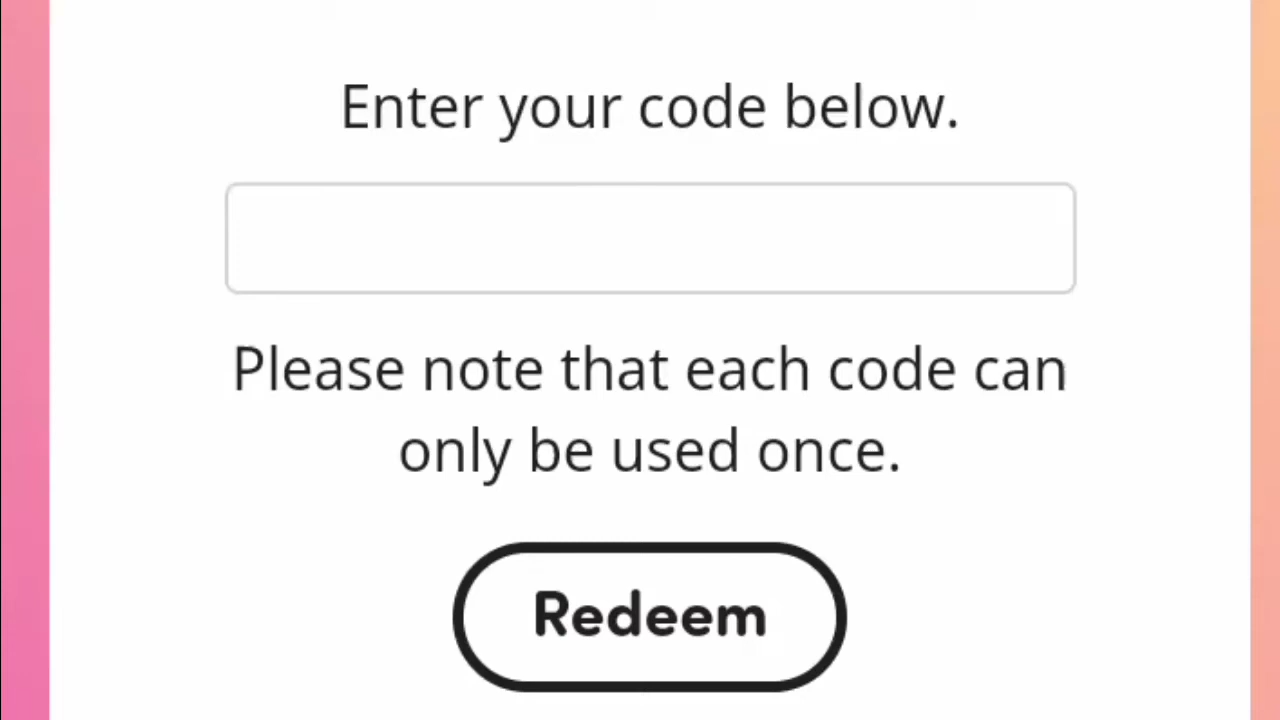 Enter your code below.
Please note that each code can
only be used once.
Redeem